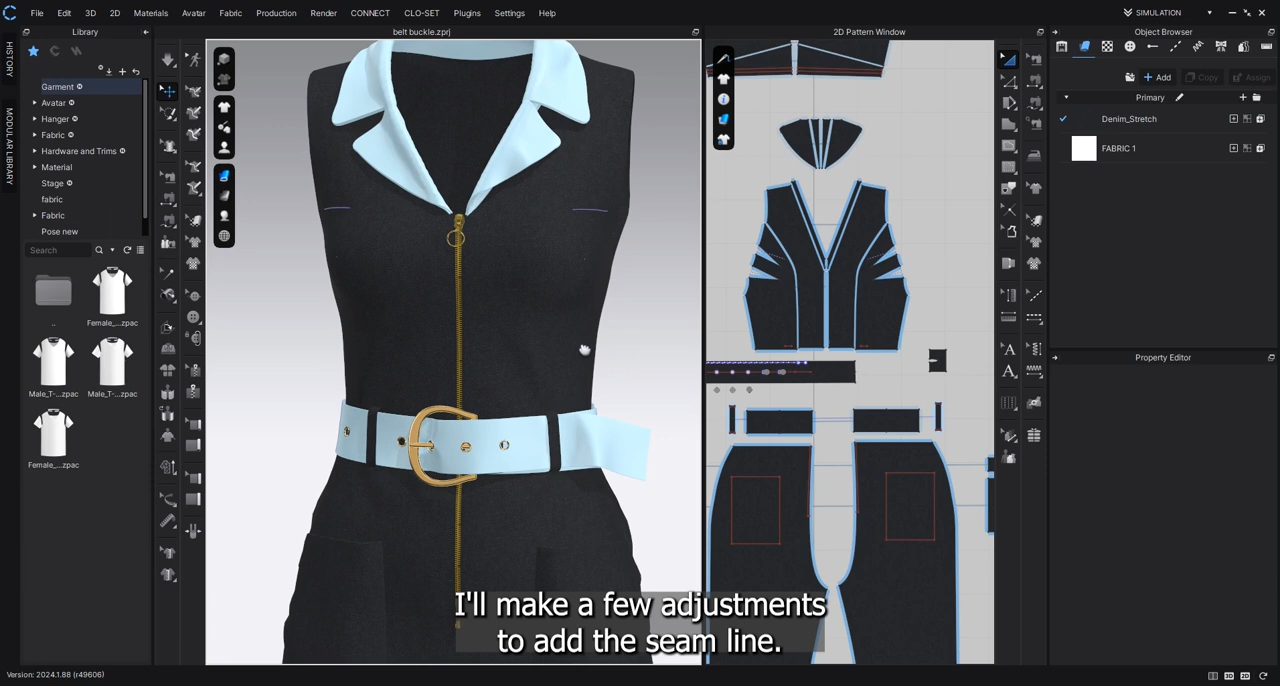 File Edit 3D 2D Materials Avatar Fabric Production Render CONNECT CLO-SET Plugins Settings Help
SIMULATION
HISTORY
MODULAR LIBRARY
Library
Garment
Avatar
Hanger
Fabric
Hardware and Trims
Material
Stage
fabric
Fabric
Pose new
Search
..
Female_...zpac
Male_T-...zpac
Male_T-...zpac
Female_...zpac
belt buckle.zprj
2D Pattern Window
I'll make a few adjustments
to add the seam line.
Object Browser
Add Copy Assign
Primary
Denim_Stretch
FABRIC 1
Property Editor
Version: 2024.1.88 (r49606)
3D 2D